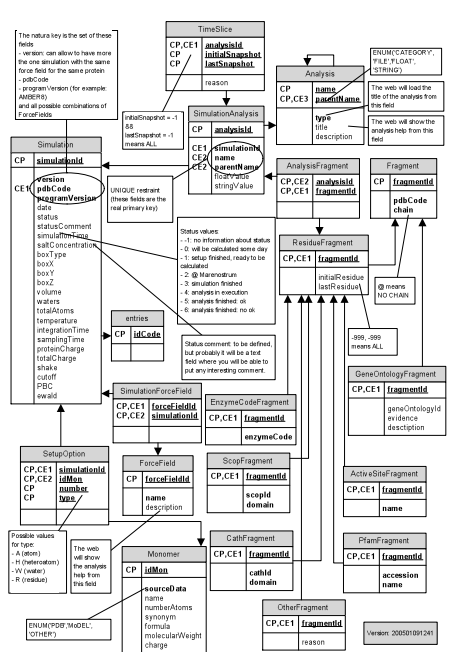 The natura key is the set of these
fields
- version: can allow to have more
the one simulation with the same
force field for the same protein
- pdbCode
- programVersion (for example:
AMBER8)
and all possible combinations of
ForceFields
TimeSlice
CP,CE1 analysisId
CP initialSnapshot
CP lastSnapshot
reason
initialSnapshot = -1
&&
lastSnapshot = -1
means ALL
Analysis
CP name
CP,CE3 parentName
type
title
description
ENUM('CATEGORY',
'FILE','FLOAT',
'STRING')
The web will load the
title of the analysis from
this field
The web will show the
analysis help from this
field
SimulationAnalysis
CP analysisId
CE1 simulationId
CE2 name
CE2 parentName
floatValue
stringValue
UNIQUE restraint
(these fields are the
real primary key)
Simulation
CP simulationId
version
CE1 pdbCode
programVersion
date
status
statusComment
simulationTime
saltConcentration
boxType
boxX
boxY
boxZ
volume
waters
totalAtoms
temperature
integrationTime
samplingTime
proteinCharge
totalCharge
shake
cutoff
PBC
ewald
Status values:
- -1: no information about status
- 0: will be calculated some day
- 1: setup finished, ready to be
calculated
- 2: @ Marenostrum
- 3: simulation finished
- 4: analysis in execution
- 5: analysis finished: ok
- 6: analysis finished: no ok
Status comment: to be defined,
but probably it will be a text
field where you will be able to
put any interesting comment.
AnalysisFragment
CP,CE2 analysisId
CP,CE1 fragmentId
Fragment
CP fragmentId
pdbCode
chain
@ means
NO CHAIN
ResidueFragment
CP,CE1 fragmentId
initialResidue
lastResidue
-999, -999
means ALL
entries
CP idCode
GeneOntologyFragment
CP,CE1 fragmentId
geneOntologyId
evidence
desctiption
SimulationForceField
CP,CE1 forceFieldId
CP,CE2 simulationId
EnzymeCodeFragment
CP,CE1 fragmentId
enzymeCode
SetupOption
CP,CE1 simulationId
CP,CE2 idMon
CP number
CP type
ForceField
CP forceFieldId
name
description
ScopFragment
CP,CE1 fragmentId
scopId
domain
ActiveSiteFragment
CP,CE1 fragmentId
name
Possible values
for type:
- A (atom)
- H (heteroatom)
- W (water)
- R (residue)
The web
will show
the analysis
help from
this field
Monomer
CP idMon
sourceData
name
numberAtoms
synonym
formula
molecularWeight
charge
ENUM('PDB','MoDEL',
'OTHER')
CathFragment
CP,CE1 fragmentId
cathId
domain
PfamFragment
CP,CE1 fragmentId
accession
name
OtherFragment
CP,CE1 fragmentId
reason
Version: 200501091241